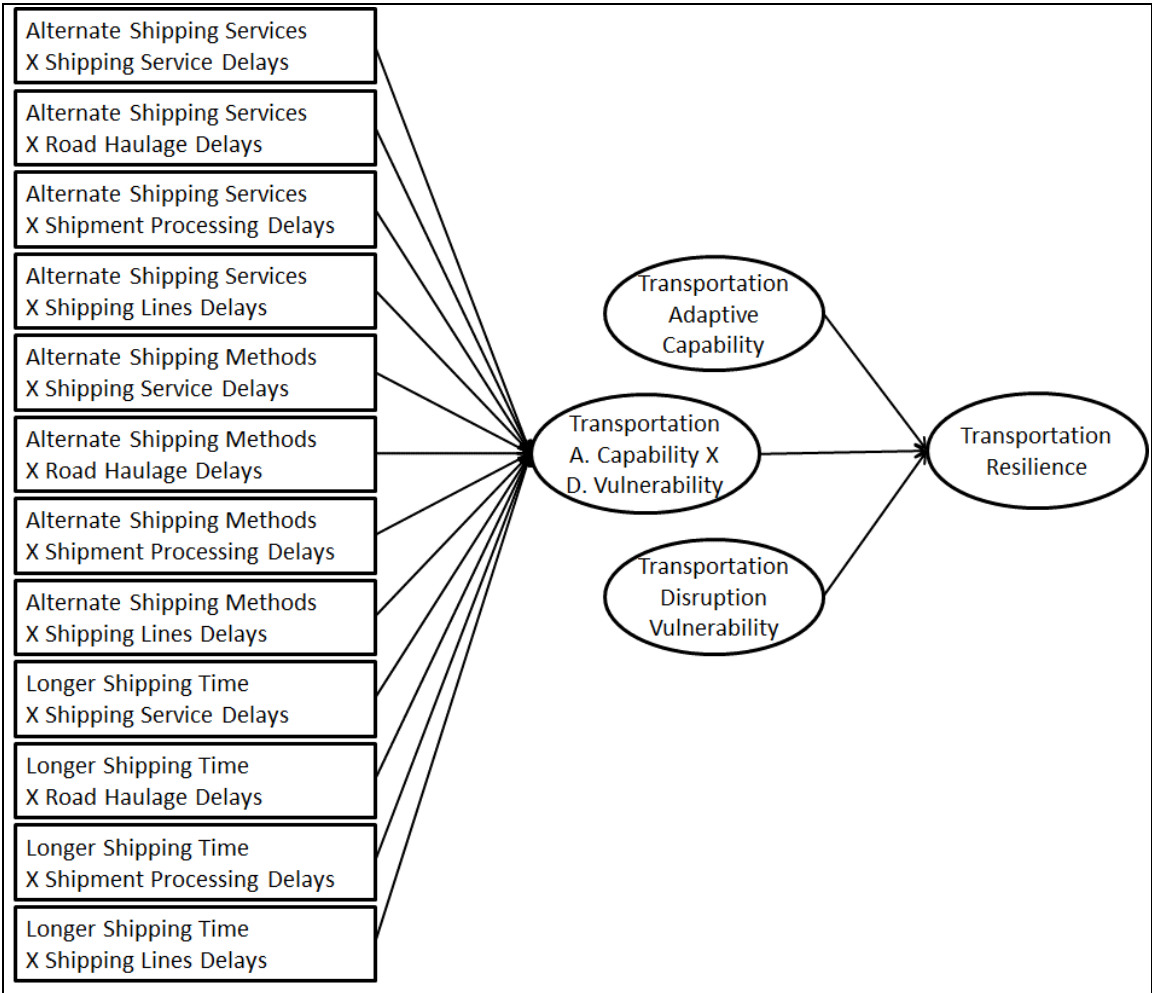 Alternate Shipping Services
X Shipping Service Delays
Alternate Shipping Services
X Road Haulage Delays
Alternate Shipping Services
X Shipment Processing Delays
Alternate Shipping Services
X Shipping Lines Delays
Alternate Shipping Methods
X Shipping Service Delays
Alternate Shipping Methods
X Road Haulage Delays
Alternate Shipping Methods
X Shipment Processing Delays
Alternate Shipping Methods
X Shipping Lines Delays
Longer Shipping Time
X Shipping Service Delays
Longer Shipping Time
X Road Haulage Delays
Longer Shipping Time
X Shipment Processing Delays
Longer Shipping Time
X Shipping Lines Delays
Transportation
Adaptive
Capability
Transportation
A. Capability X
D. Vulnerability
Transportation
Disruption
Vulnerability
Transportation
Resilience